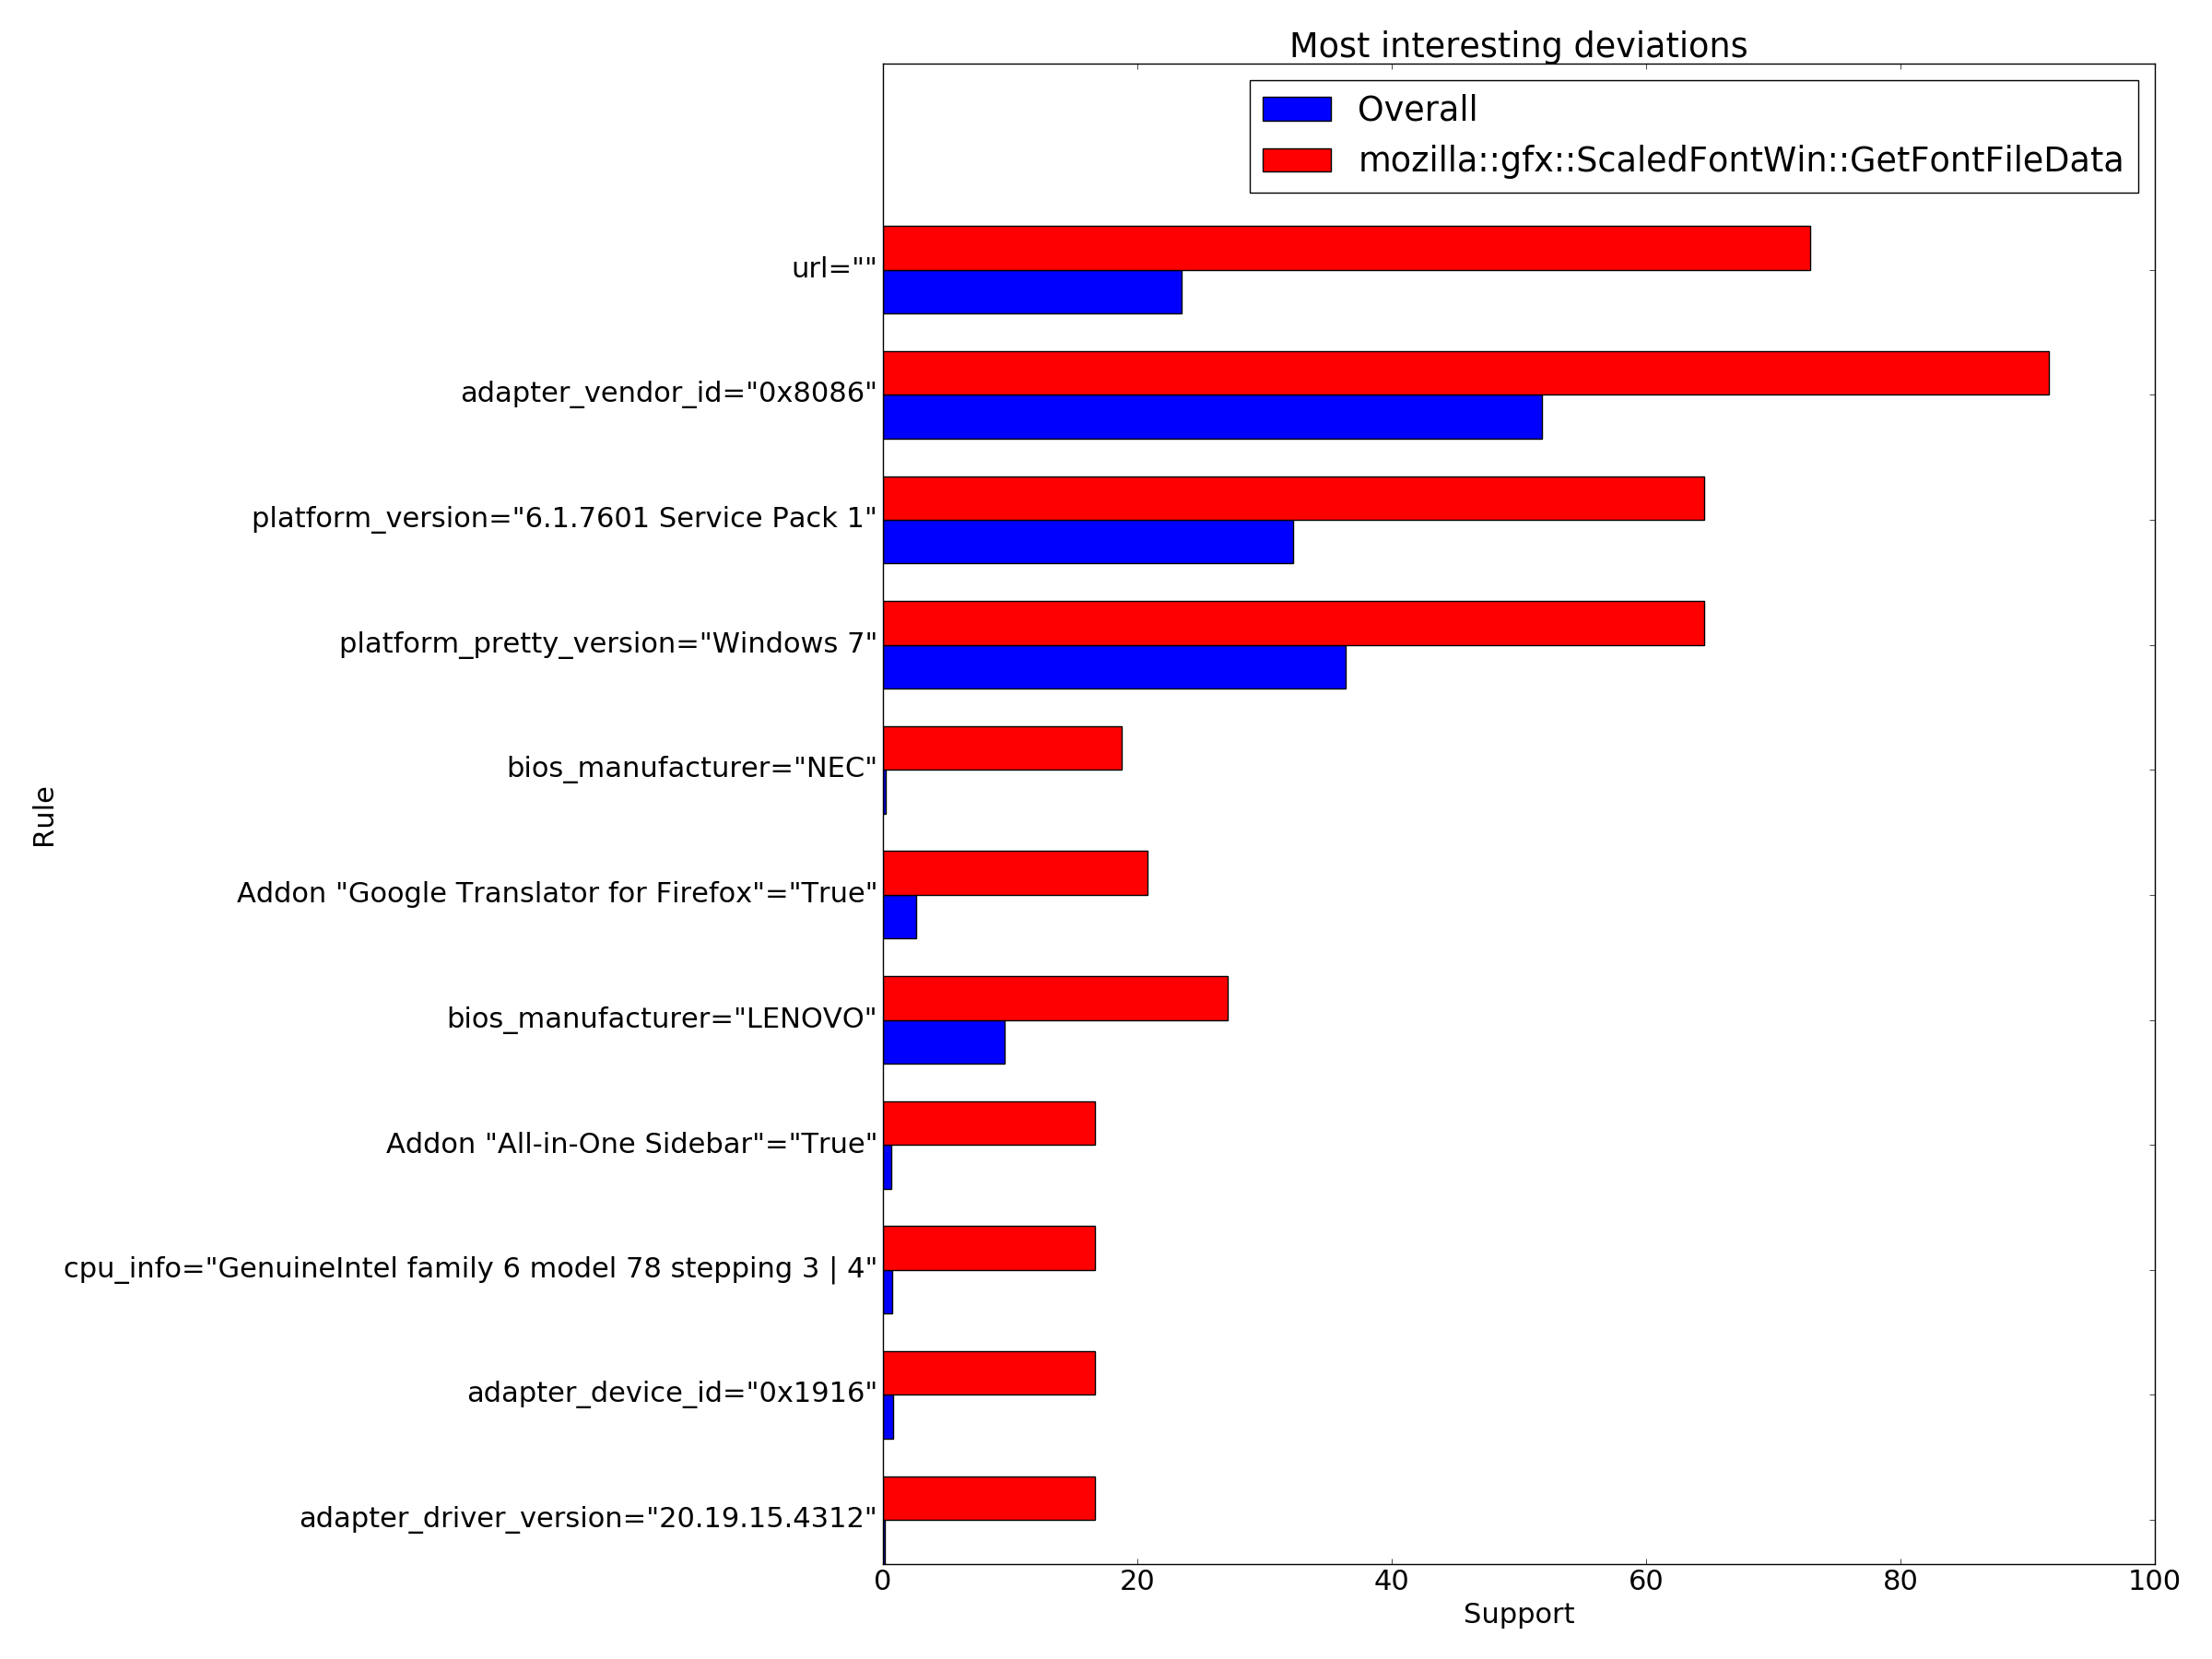 Most interesting deviations
Overall
mozilla::gfx::ScaledFontWin::GetFontFileData
url=""
adapter_vendor_id="0x8086"
platform_version="6.1.7601 Service Pack 1"
platform_pretty_version="Windows 7"
bios_manufacturer="NEC"
Addon "Google Translator for Firefox"="True"
bios_manufacturer="LENOVO"
Addon "All-in-One Sidebar"="True"
cpu_info="GenuineIntel family 6 model 78 stepping 3 | 4"
adapter_device_id="0x1916"
adapter_driver_version="20.19.15.4312"
Rule
0 20 40 60 80 100
Support